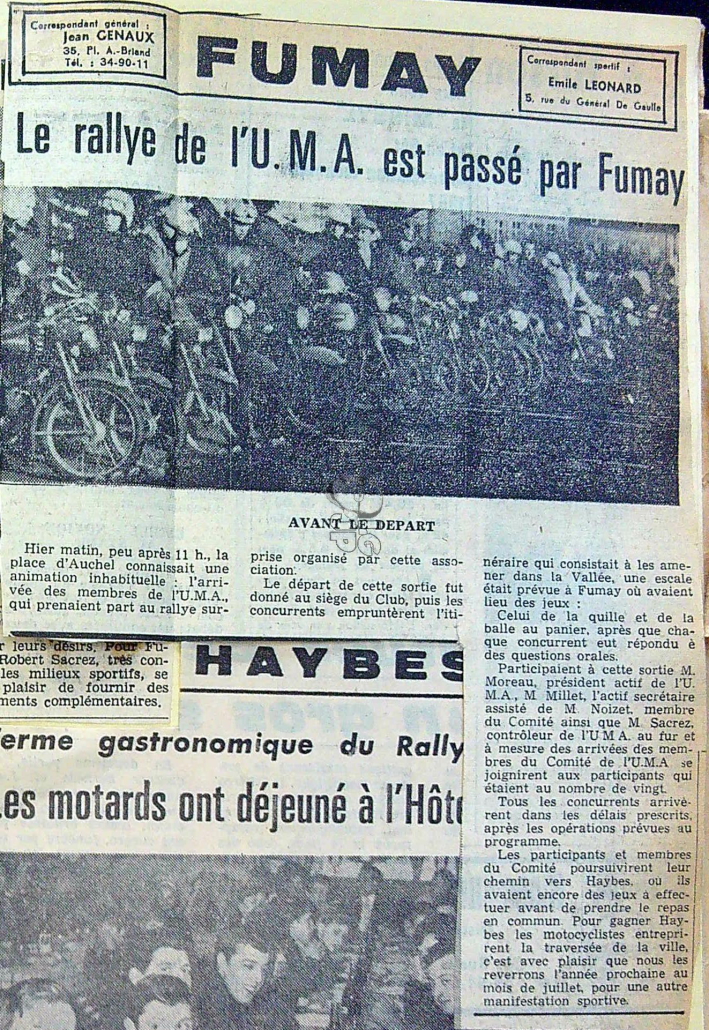 Correspondant général :
Jean GENAUX
35, Pl. A.-Briand
Tél. : 34-90-11
FUMAY
Correspondant sportif :
Emile LEONARD
5, rue du Général De Gaulle
Le rallye de l'U.M.A. est passé par Fumay
AVANT LE DEPART
Hier matin, peu après 11 h., la
place d'Auchel connaissait une
animation inhabituelle : l'arri-
vée des membres de l'U.M.A.,
qui prenaient part au rallye sur-
prise organisé par cette asso-
ciation.
Le départ de cette sortie fut
donné au siège du Club, puis les
concurrents empruntèrent l'iti-
néraire qui consistait à les ame-
ner dans la Vallée, une escale
était prévue à Fumay où avaient
lieu des jeux :
Celui de la quille et de la
balle au panier, après que cha-
que concurrent eut répondu à
des questions orales.
Participaient à cette sortie M.
Moreau, président actif de l'U.
M.A., M. Millet, l'actif secrétaire
assisté de M. Noizet, membre
du Comité ainsi que M. Sacrez,
contrôleur de l'U M A. au fur et
à mesure des arrivées des mem-
bres du Comité de l'U.M.A se
joignirent aux participants qui
étaient au nombre de vingt.
Tous les concurrents arrivè-
rent dans les délais prescrits,
après les opérations prévues au
programme.
Les participants et membres
du Comité poursuivirent leur
chemin vers Haybes, ou ils
avaient encore des jeux a effec-
tuer avant de prendre le repas
en commun. Pour gagner Hay-
bes les motocyclistes entrepri-
rent la traversée de la ville,
c'est avec plaisir que nous les
reverrons l'année prochaine au
mois de juillet, pour une autre
manifestation sportive.
r leurs désirs. Pour Fu-
Robert Sacrez, très con-
les milieux sportifs, se
plaisir de fournir des
ments complémentaires.
HAYBES
erme gastronomique du Rally
es motards ont déjeuné à l'Hôte